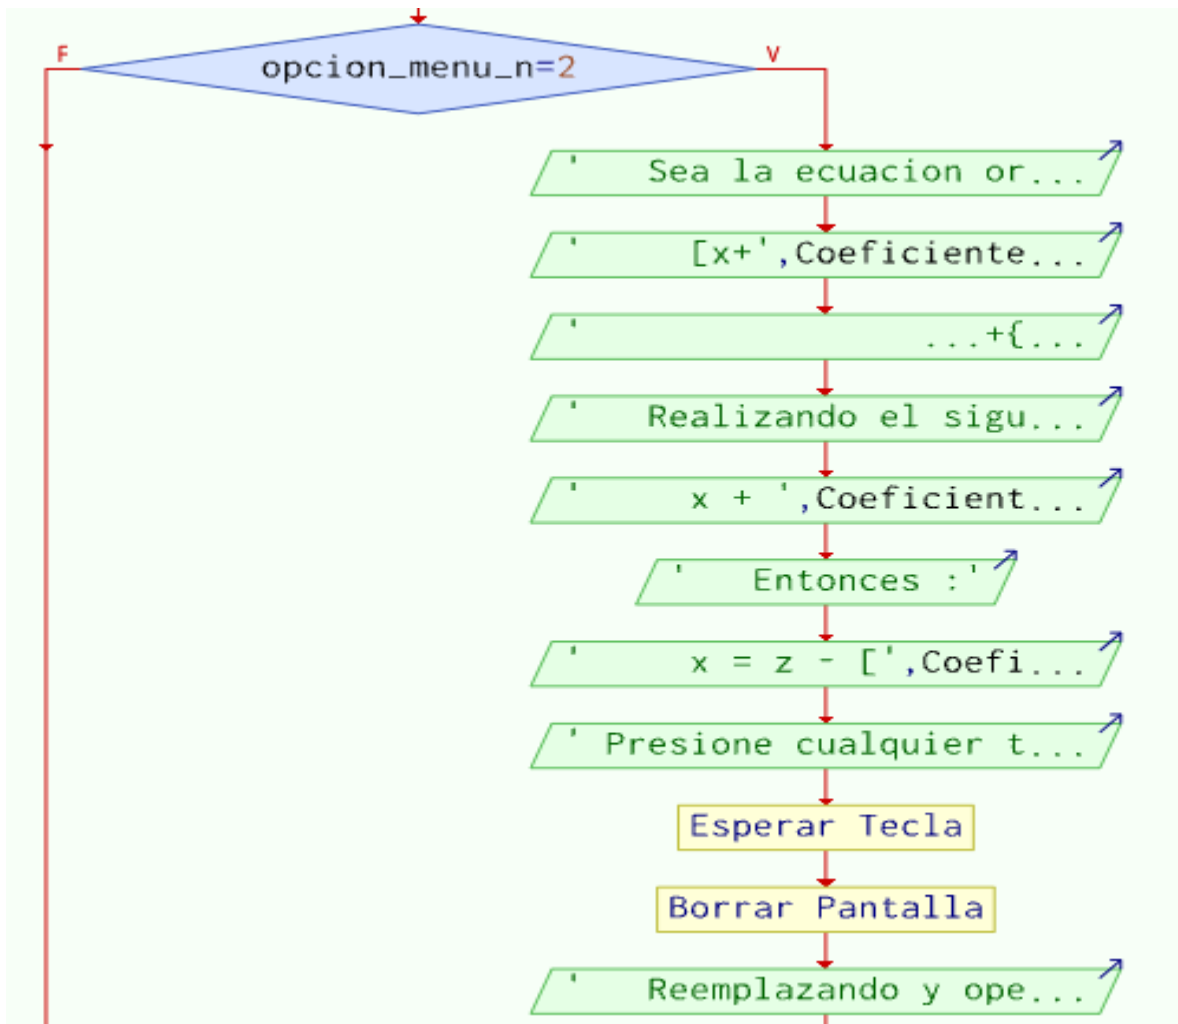 F
opcion_menu_n=2
V
'   Sea la ecuacion or...
'     [x+',Coeficiente...
'                ...+{...
'   Realizando el sigu...
'     x + ',Coeficient...
'   Entonces :'
'     x = z - [',Coefi...
' Presione cualquier t...
Esperar Tecla
Borrar Pantalla
'   Reemplazando y ope...